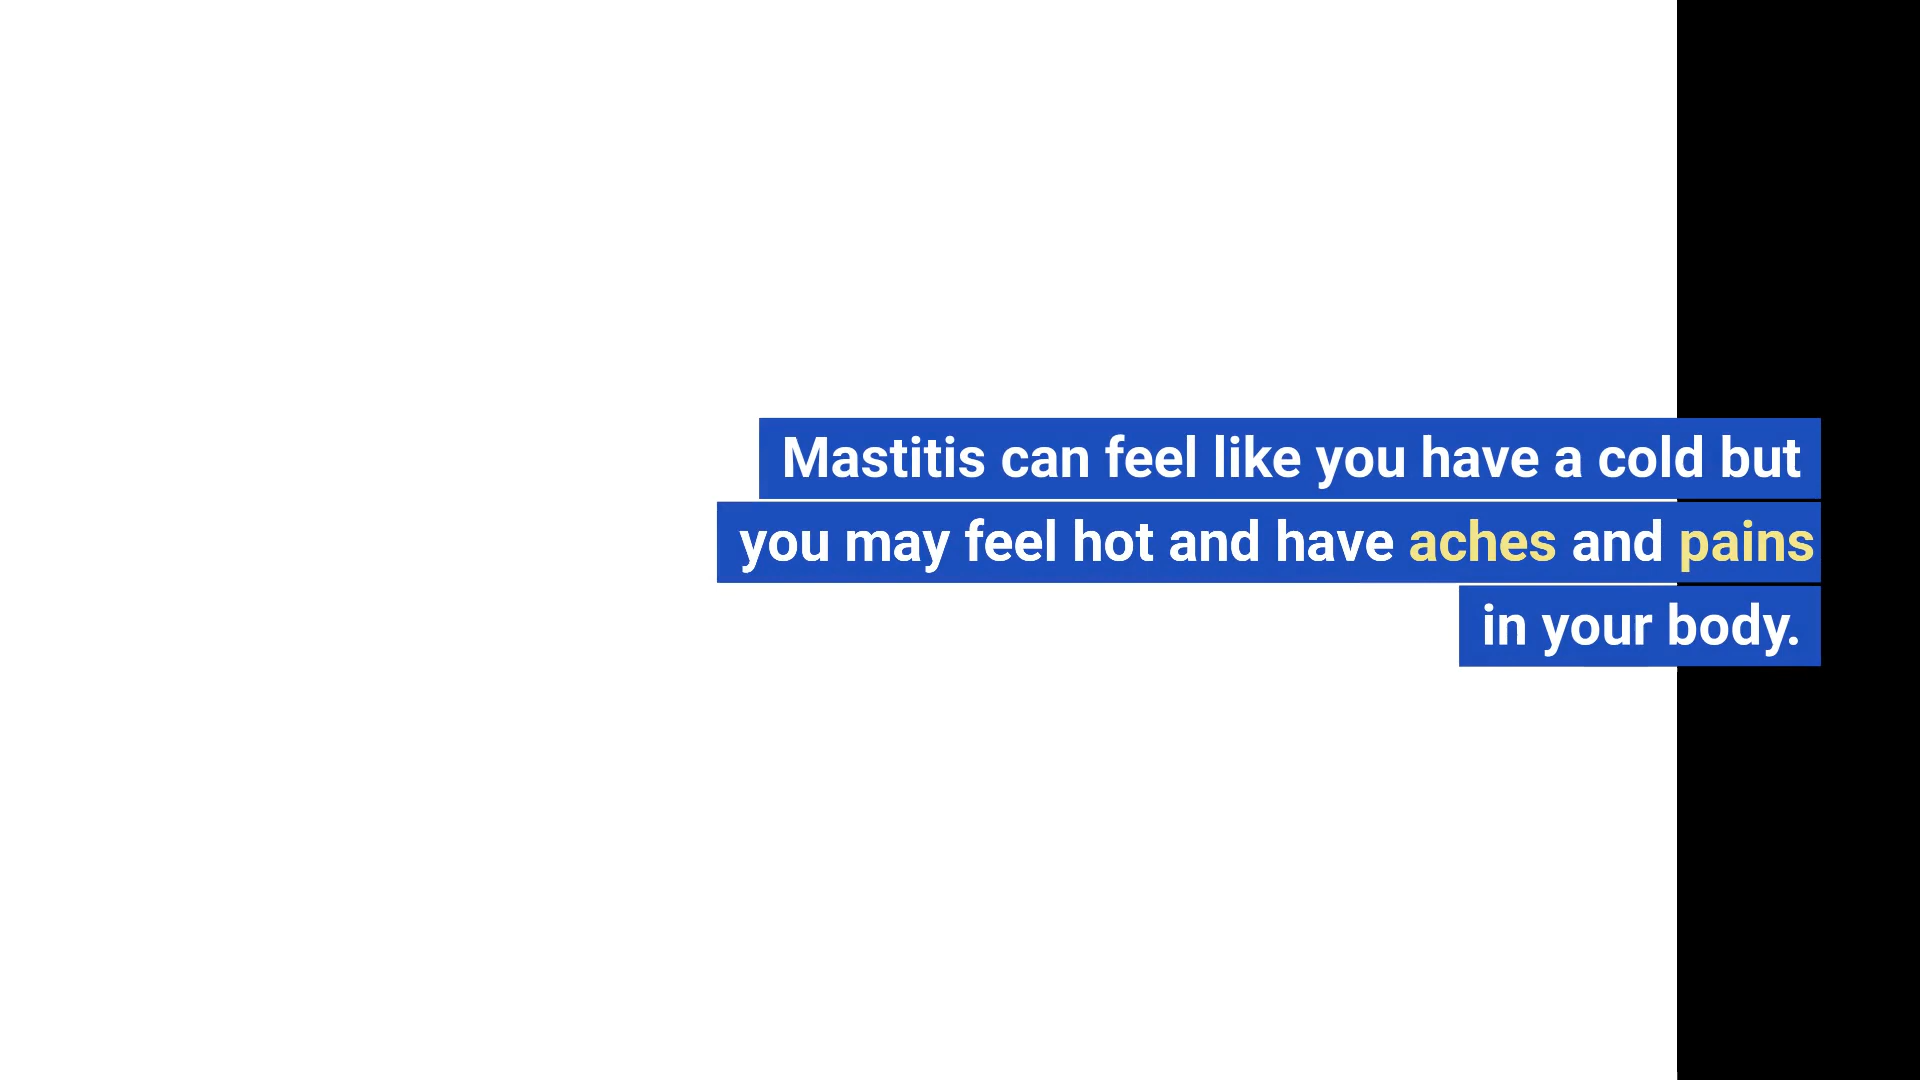 Mastitis can feel like you have a cold but
you may feel hot and have aches and pains
in your body.